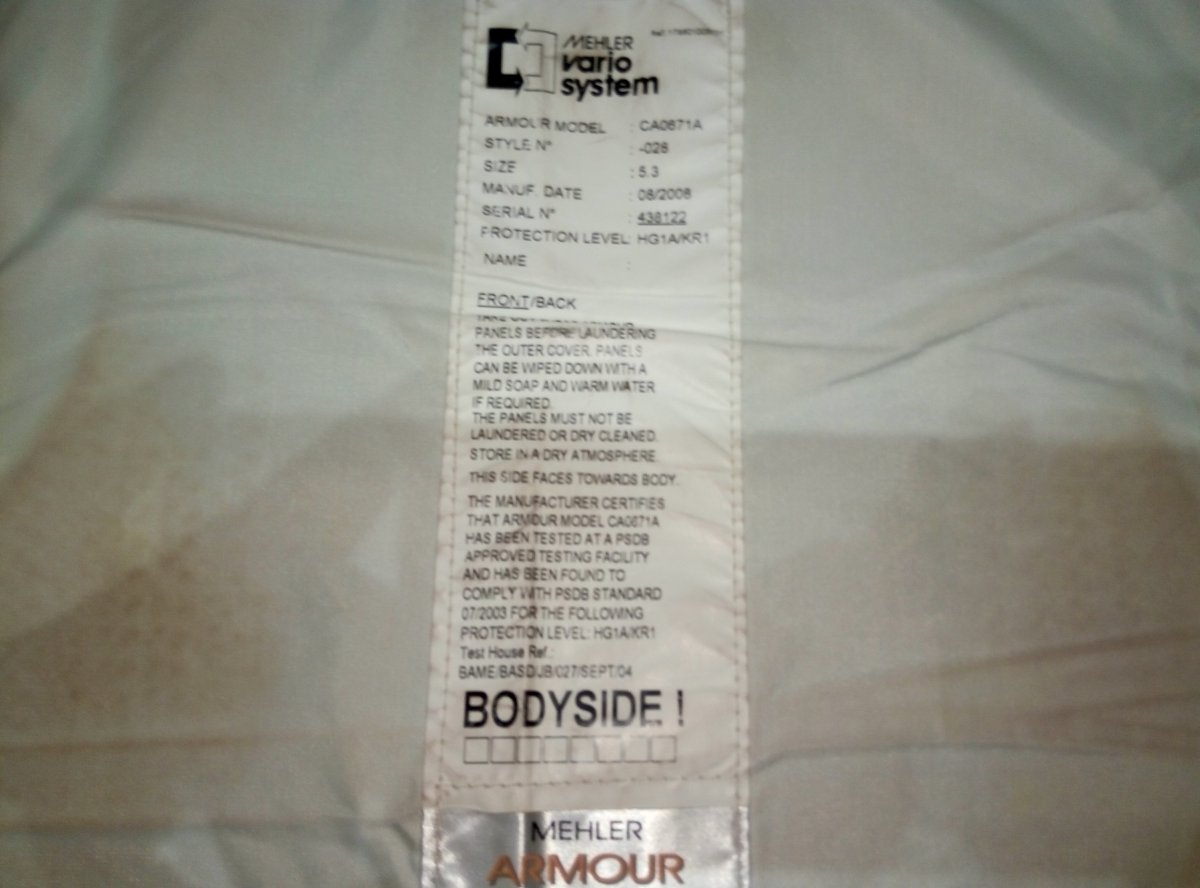 MEHLER
vario
system
ARMOUR MODEL : CA0671A
STYLE Nº : -028
SIZE : 5.3
MANUF. DATE : 08/2008
SERIAL Nº : 438122
PROTECTION LEVEL: HG1A/KR1
NAME :
FRONT/BACK
PANELS BEFORE LAUNDERING
THE OUTER COVER. PANELS
CAN BE WIPED DOWN WITH A
MILD SOAP AND WARM WATER
IF REQUIRED.
THE PANELS MUST NOT BE
LAUNDERED OR DRY CLEANED.
STORE IN A DRY ATMOSPHERE.
THIS SIDE FACES TOWARDS BODY.
THE MANUFACTURER CERTIFIES
THAT ARMOUR MODEL CA0671A
HAS BEEN TESTED AT A PSDB
APPROVED TESTING FACILITY
AND HAS BEEN FOUND TO
COMPLY WITH PSDB STANDARD
07/2003 FOR THE FOLLOWING
PROTECTION LEVEL: HG1A/KR1
Test House Ref.:
BAME/BASDUB/027/SEPT/04
BODYSIDE !
MEHLER
ARMOUR